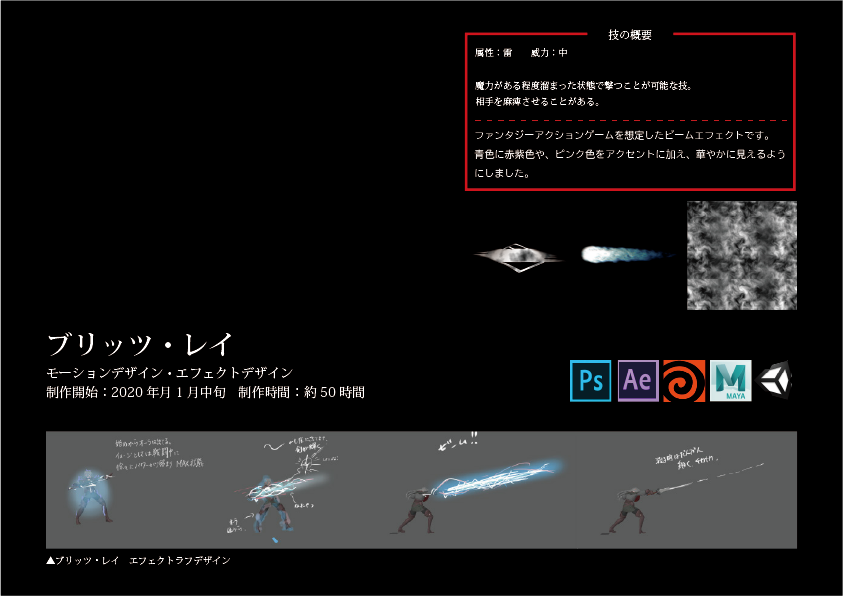 技の概要
属性：雷　威力：中
魔力がある程度溜まった状態で撃つことが可能な技。
相手を麻痺させることがある。
ファンタジーアクションゲームを想定したビームエフェクトです。
青色に赤紫色や、ピンク色をアクセントに加え、華やかに見えるよう
にしました。
ブリッツ・レイ
モーションデザイン・エフェクトデザイン
制作開始：2020 年月 1 月中旬　制作時間：約 50 時間
Ps
Ae
MAYA
▲ブリッツ・レイ　エフェクトラフデザイン